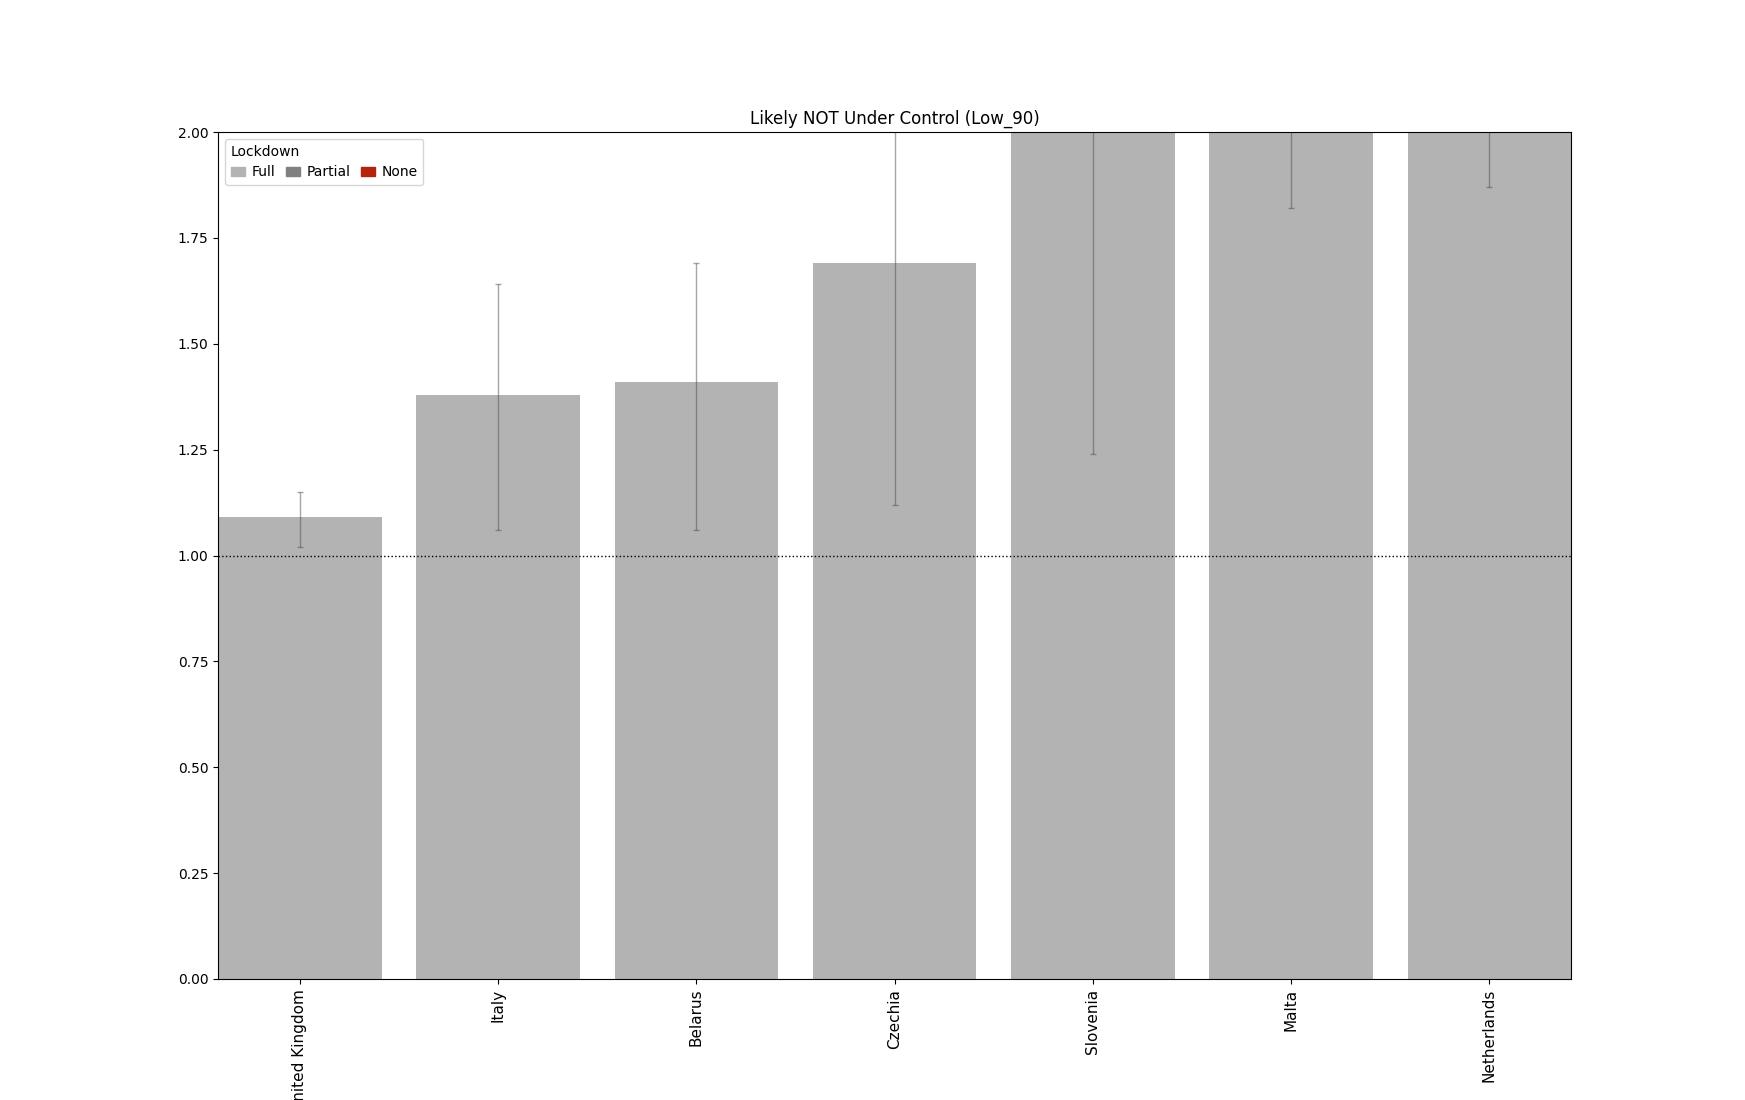 Likely NOT Under Control (Low_90)
Lockdown
Full Partial None
2.00
1.75
1.50
1.25
1.00
0.75
0.50
0.25
0.00
nited Kingdom
Italy
Belarus
Czechia
Slovenia
Malta
Netherlands